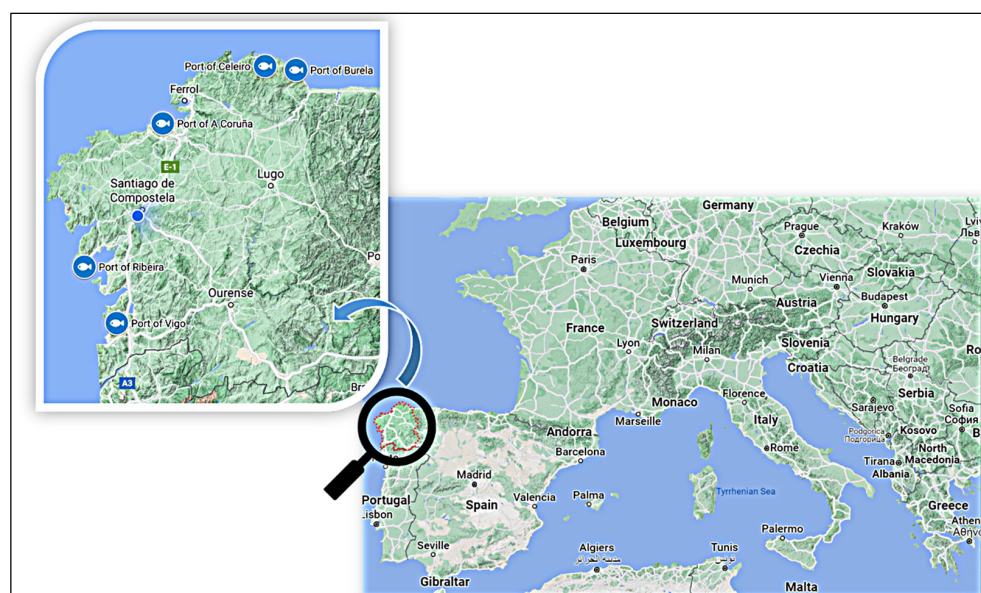 Port of Celeiro
Port of Burela
Ferrol
Port of A Coruña
E-1
Lugo
Santiago de
Compostela
Port of Ribeira
Ourense
Port of Vigo
A3
Germany
Belgium
Prague
Kraków
Luxembourg
Czechia
Paris
Slovakia
Munich
Vienna
Austria
Budapest
France
Switzerland
Hungary
Slovenia
Lyon
Milan
Croatia
Belgrade
Београд
Monaco
Florence
Serbia
Marseille
Sarajevo
Sofia
София
Andorra
Italy
Podgorica
Подгорица
Kosovo
Barcelona
Rome
North
Macedonia
Tirana
Albania
Madrid
Portugal
Spain
Valencia
Palma
Tyrrhenian Sea
Greece
Lisbon
Palermo
Seville
Algiers
مدينة الجزائر
Tunis
تونس
Gibraltar
Malta